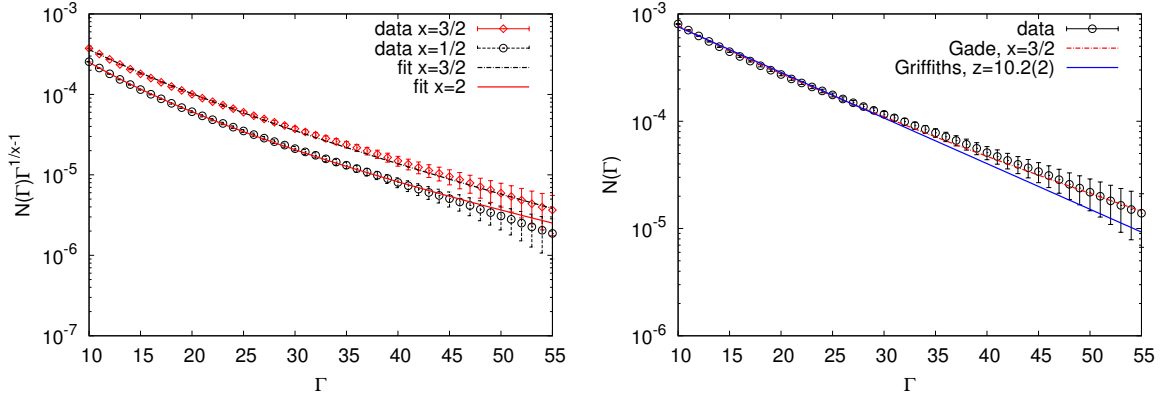 10-3
10-4
10-5
10-6
10-7
N(Γ)Γ-1/x-1
10 15 20 25 30 35 40 45 50 55
Γ
data x=3/2
data x=1/2
fit x=3/2
fit x=2
10-3
10-4
10-5
10-6
N(Γ)
10 15 20 25 30 35 40 45 50 55
Γ
data
Gade, x=3/2
Griffiths, z=10.2(2)